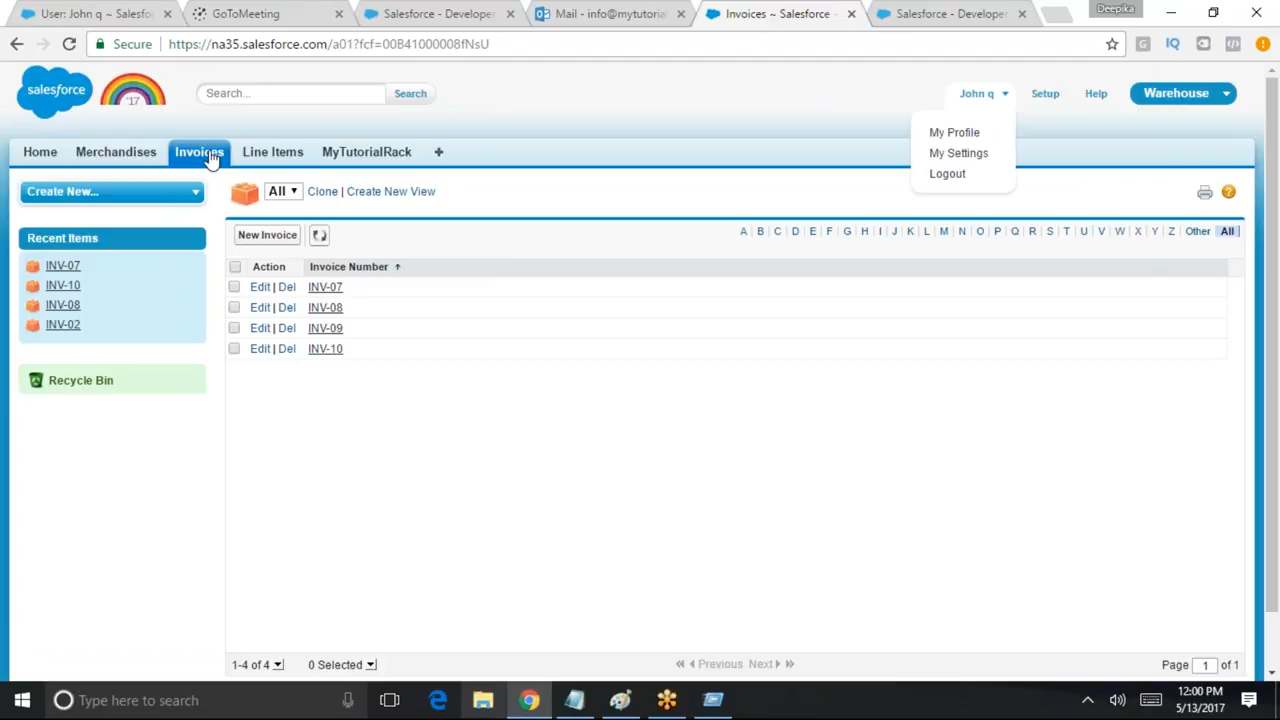 User: John q ~ Salesfo
GoToMeeting
Salesforce - Developer
Mail - info@mytutorial
Invoices ~ Salesforce -
Salesforce - Developer
Deepika
Secure
https://na35.salesforce.com/a01?fcf=00B41000008fNsU
salesforce
'17
Search...
Search
John q
Setup
Help
Warehouse
My Profile
My Settings
Logout
Home
Merchandises
Invoices
Line Items
MyTutorialRack
Create New...
All
Clone | Create New View
Recent Items
INV-07
INV-10
INV-08
INV-02
Recycle Bin
New Invoice
A | B | C | D | E | F | G | H | I | J | K | L | M | N | O | P | Q | R | S | T | U | V | W | X | Y | Z | Other | All |
Action
Invoice Number
Edit | Del INV-07
Edit | Del INV-08
Edit | Del INV-09
Edit | Del INV-10
1-4 of 4
0 Selected
Previous Next
Page 1 of 1
Type here to search
12:00 PM
5/13/2017